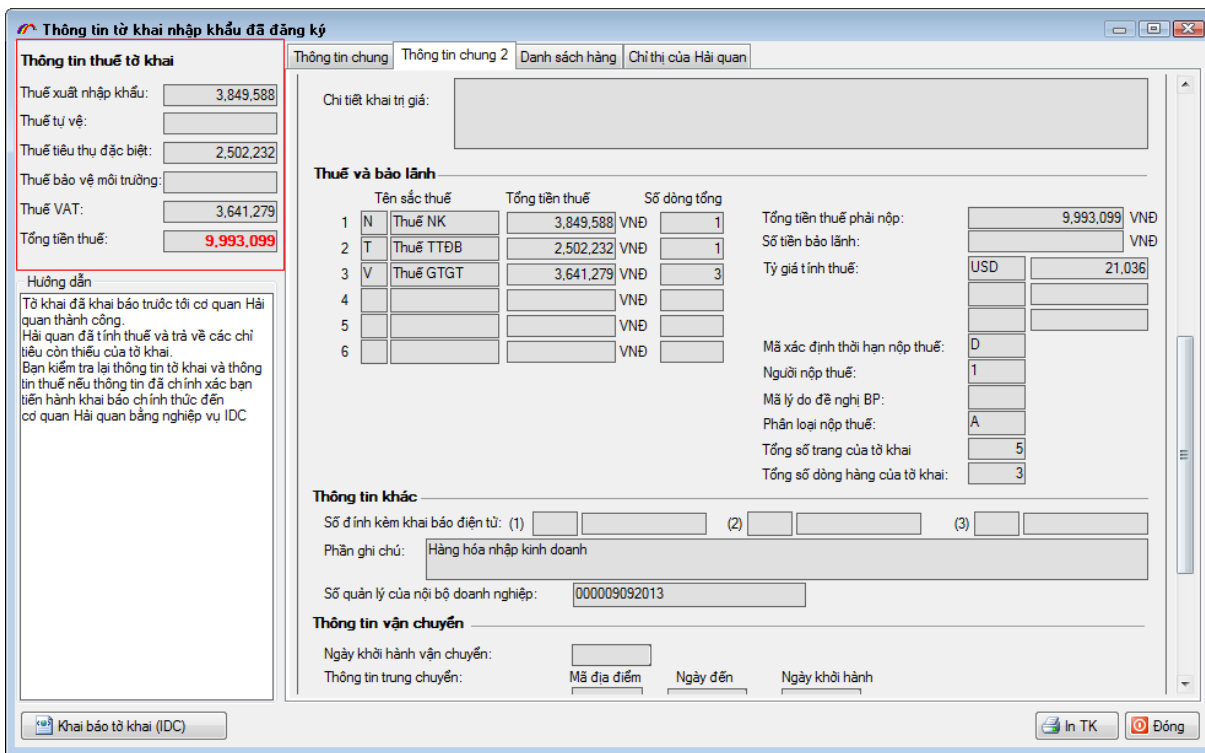 Thông tin tờ khai nhập khẩu đã đăng ký
Thông tin thuế tờ khai
Thuế xuất nhập khẩu: 3,849,588
Thuế tự vệ:
Thuế tiêu thụ đặc biệt: 2,502,232
Thuế bảo vệ môi trường:
Thuế VAT: 3,641,279
Tổng tiền thuế: 9,993,099
Hướng dẫn
Tờ khai đã khai báo trước tới cơ quan Hải
quan thành công.
Hải quan đã tính thuế và trả về các chỉ
tiêu còn thiếu của tờ khai.
Bạn kiểm tra lại thông tin tờ khai và thông
tin thuế nếu thông tin đã chính xác bạn
tiến hành khai báo chính thức đến
cơ quan Hải quan bằng nghiệp vụ IDC
Thông tin chung Thông tin chung 2 Danh sách hàng Chỉ thị của Hải quan
Chi tiết khai trị giá:
Thuế và bảo lãnh
Tên sắc thuế Tổng tiền thuế Số dòng tổng
1 N Thuế NK 3,849,588 VNĐ 1
2 T Thuế TTĐB 2,502,232 VNĐ 1
3 V Thuế GTGT 3,641,279 VNĐ 3
4 VNĐ
5 VNĐ
6 VNĐ
Tổng tiền thuế phải nộp: 9,993,099 VNĐ
Số tiền bảo lãnh: VNĐ
Tỷ giá tính thuế: USD 21,036
Mã xác định thời hạn nộp thuế: D
Người nộp thuế: 1
Mã lý do đề nghị BP:
Phân loại nộp thuế: A
Tổng số trang của tờ khai 5
Tổng số dòng hàng của tờ khai: 3
Thông tin khác
Số đính kèm khai báo điện tử: (1) (2) (3)
Phần ghi chú: Hàng hóa nhập kinh doanh
Số quản lý của nội bộ doanh nghiệp: 000009092013
Thông tin vận chuyển
Ngày khởi hành vận chuyển:
Thông tin trung chuyển: Mã địa điểm Ngày đến Ngày khởi hành
Khai báo tờ khai (IDC) In TK Đóng